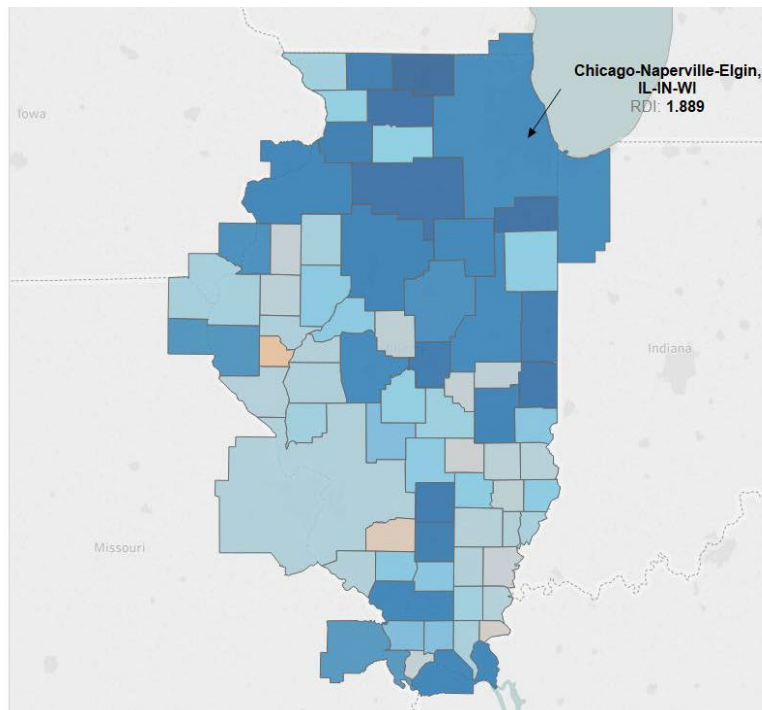 Chicago-Naperville-Elgin,
IL-IN-WI
RDI: 1.889
Iowa
Indiana
Missouri